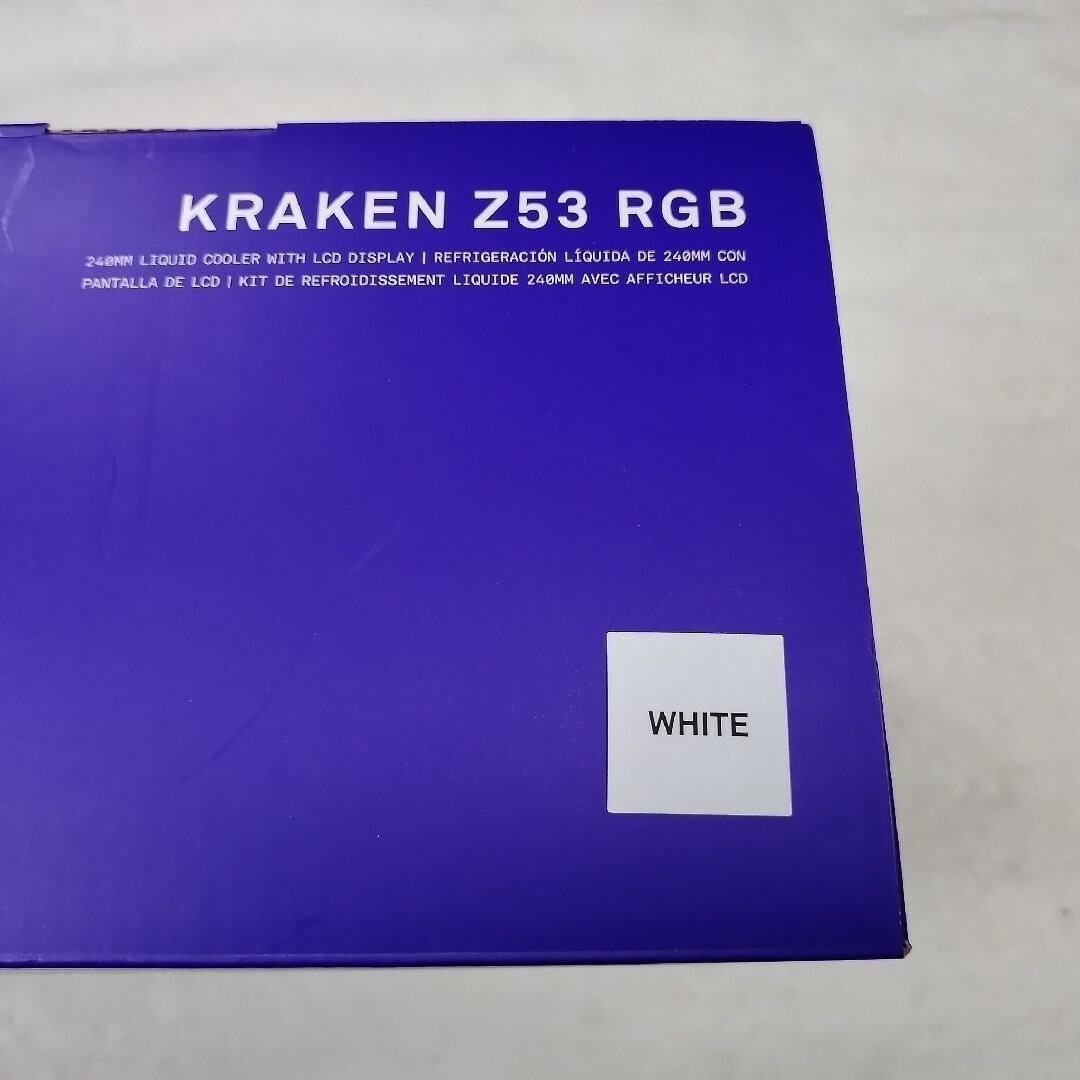 KRAKEN Z53 RGB
240MM LIQUID COOLER WITH LCD DISPLAY | REFRIGERACIÓN LÍQUIDA DE 240MM CON
PANTALLA DE LCD | KIT DE REFROIDISSEMENT LIQUIDE 240MM AVEC AFFICHEUR LCD
WHITE